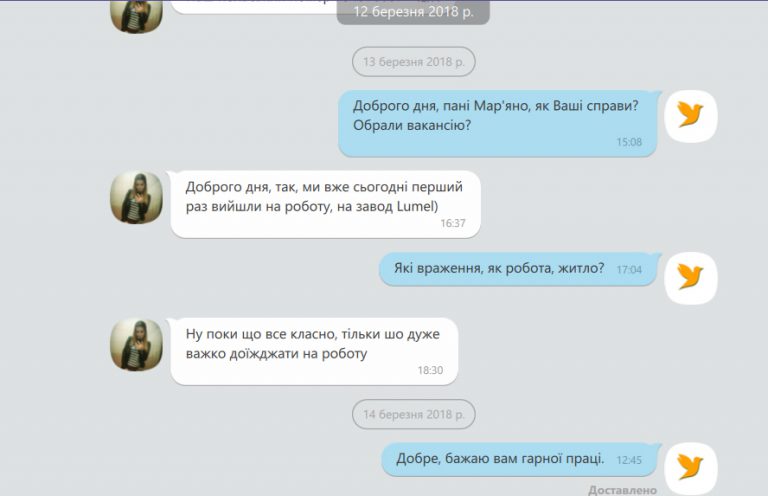 12 березня 2018 р.
13 березня 2018 р.
Доброго дня, пані Мар'яно, як Ваші справи?
Обрали вакансію?
15:08
Доброго дня, так, ми вже сьогодні перший
раз вийшли на роботу, на завод Lumel)
16:37
Які враження, як робота, житло? 17:04
Ну поки що все класно, тільки шо дуже
важко доїжджати на роботу
18:30
14 березня 2018 р.
Добре, бажаю вам гарної праці. 12:45
Доставлено